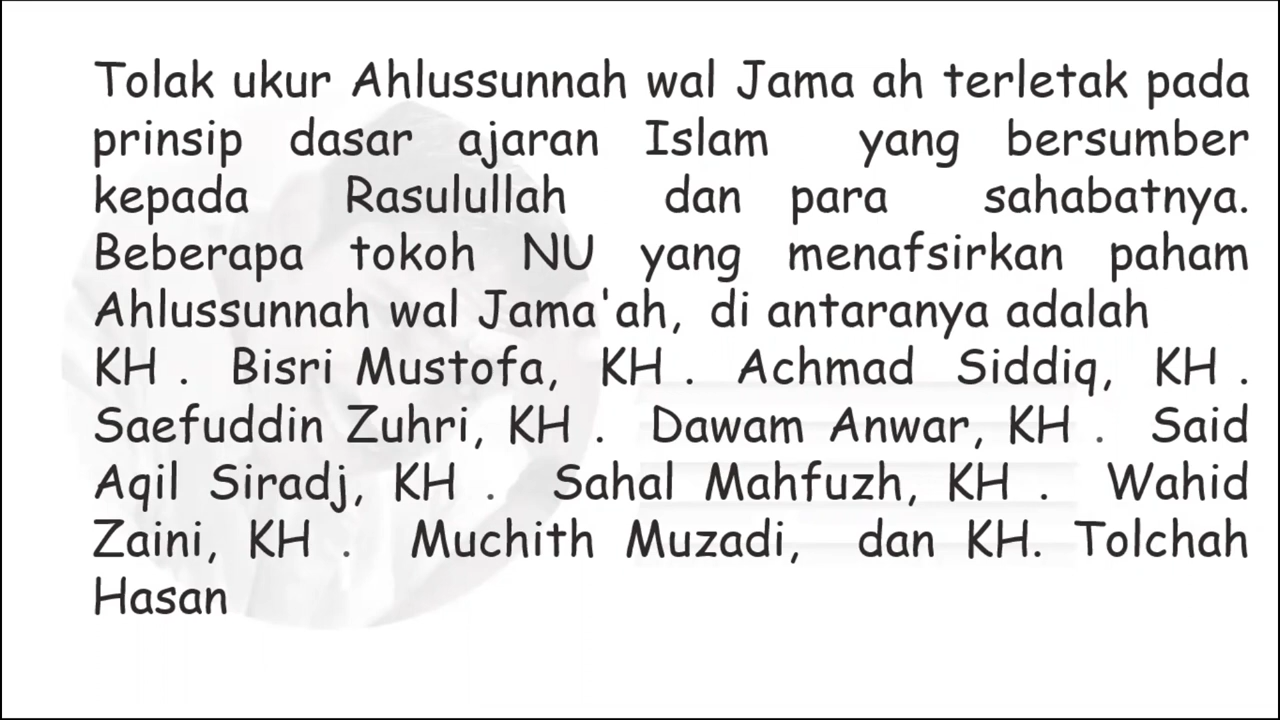 Tolak ukur Ahlussunnah wal Jama ah terletak pada
prinsip dasar ajaran Islam yang bersumber
kepada Rasulullah dan para sahabatnya.
Beberapa tokoh NU yang menafsirkan paham
Ahlussunnah wal Jama'ah, di antaranya adalah
KH . Bisri Mustofa, KH . Achmad Siddiq, KH .
Saefuddin Zuhri, KH . Dawam Anwar, KH . Said
Aqil Siradj, KH . Sahal Mahfuzh, KH . Wahid
Zaini, KH . Muchith Muzadi, dan KH. Tolchah
Hasan